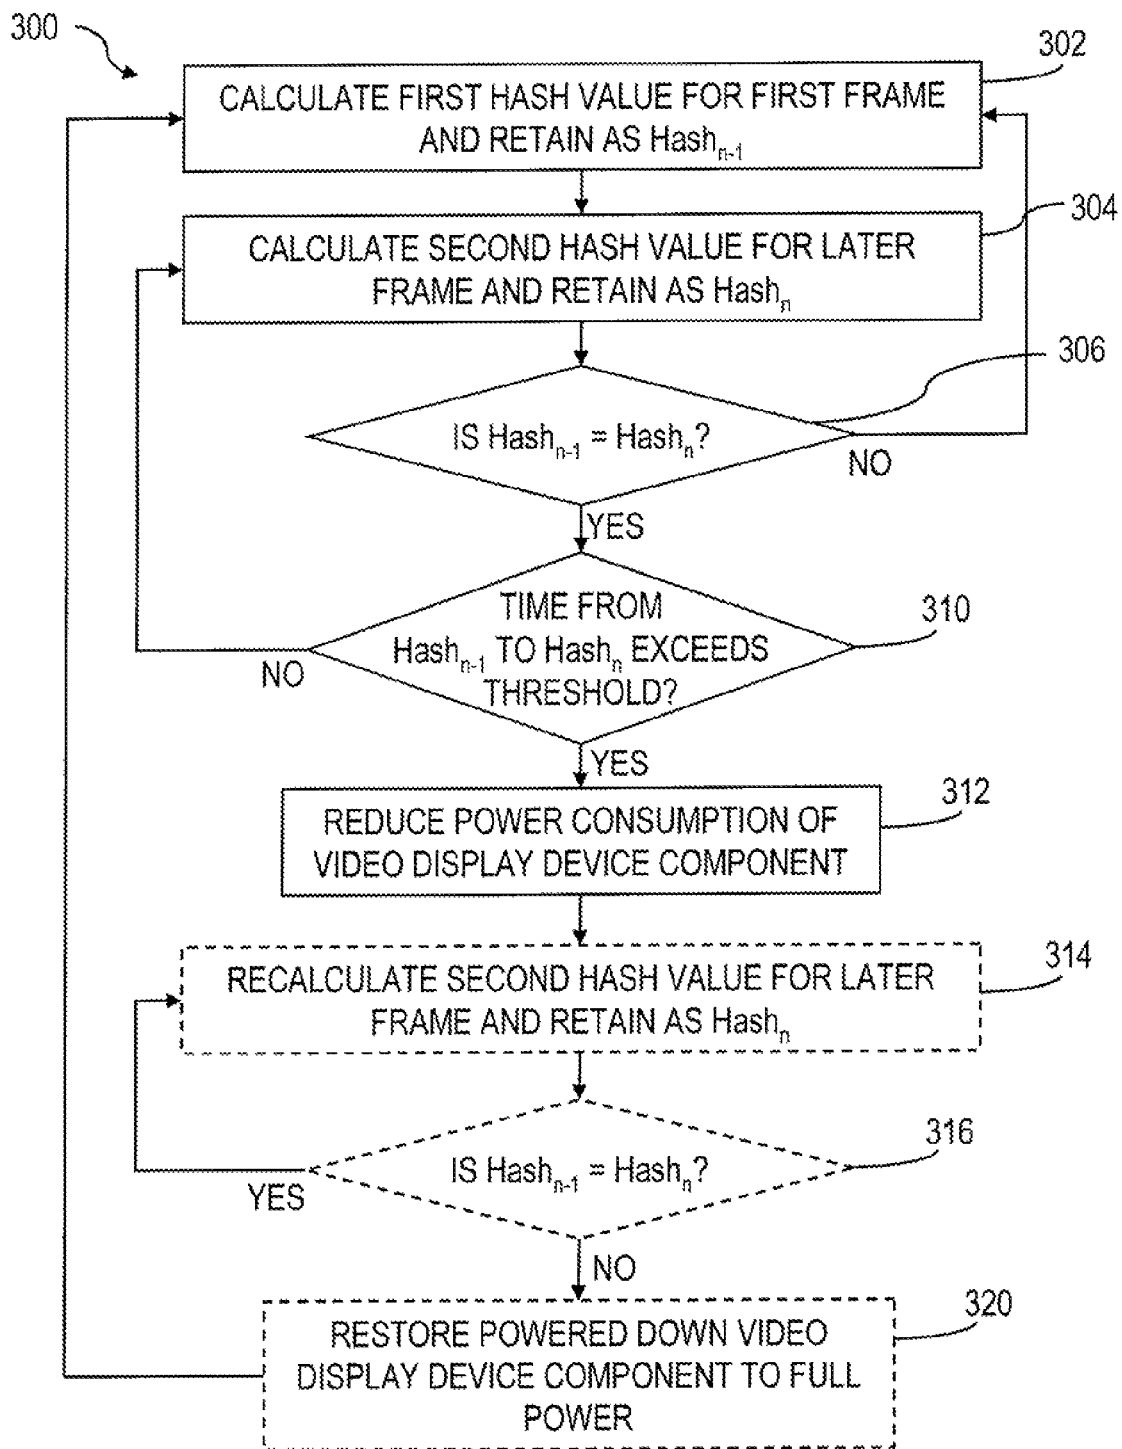 300
302
CALCULATE FIRST HASH VALUE FOR FIRST FRAME
AND RETAIN AS Hashn-1
304
CALCULATE SECOND HASH VALUE FOR LATER
FRAME AND RETAIN AS Hashn
306
IS Hashn-1 = Hashn?
NO
YES
310
TIME FROM
Hashn-1 TO Hashn EXCEEDS
THRESHOLD?
NO
YES
312
REDUCE POWER CONSUMPTION OF
VIDEO DISPLAY DEVICE COMPONENT
314
RECALCULATE SECOND HASH VALUE FOR LATER
FRAME AND RETAIN AS Hashn
316
IS Hashn-1 = Hashn?
YES
NO
320
RESTORE POWERED DOWN VIDEO
DISPLAY DEVICE COMPONENT TO FULL
POWER